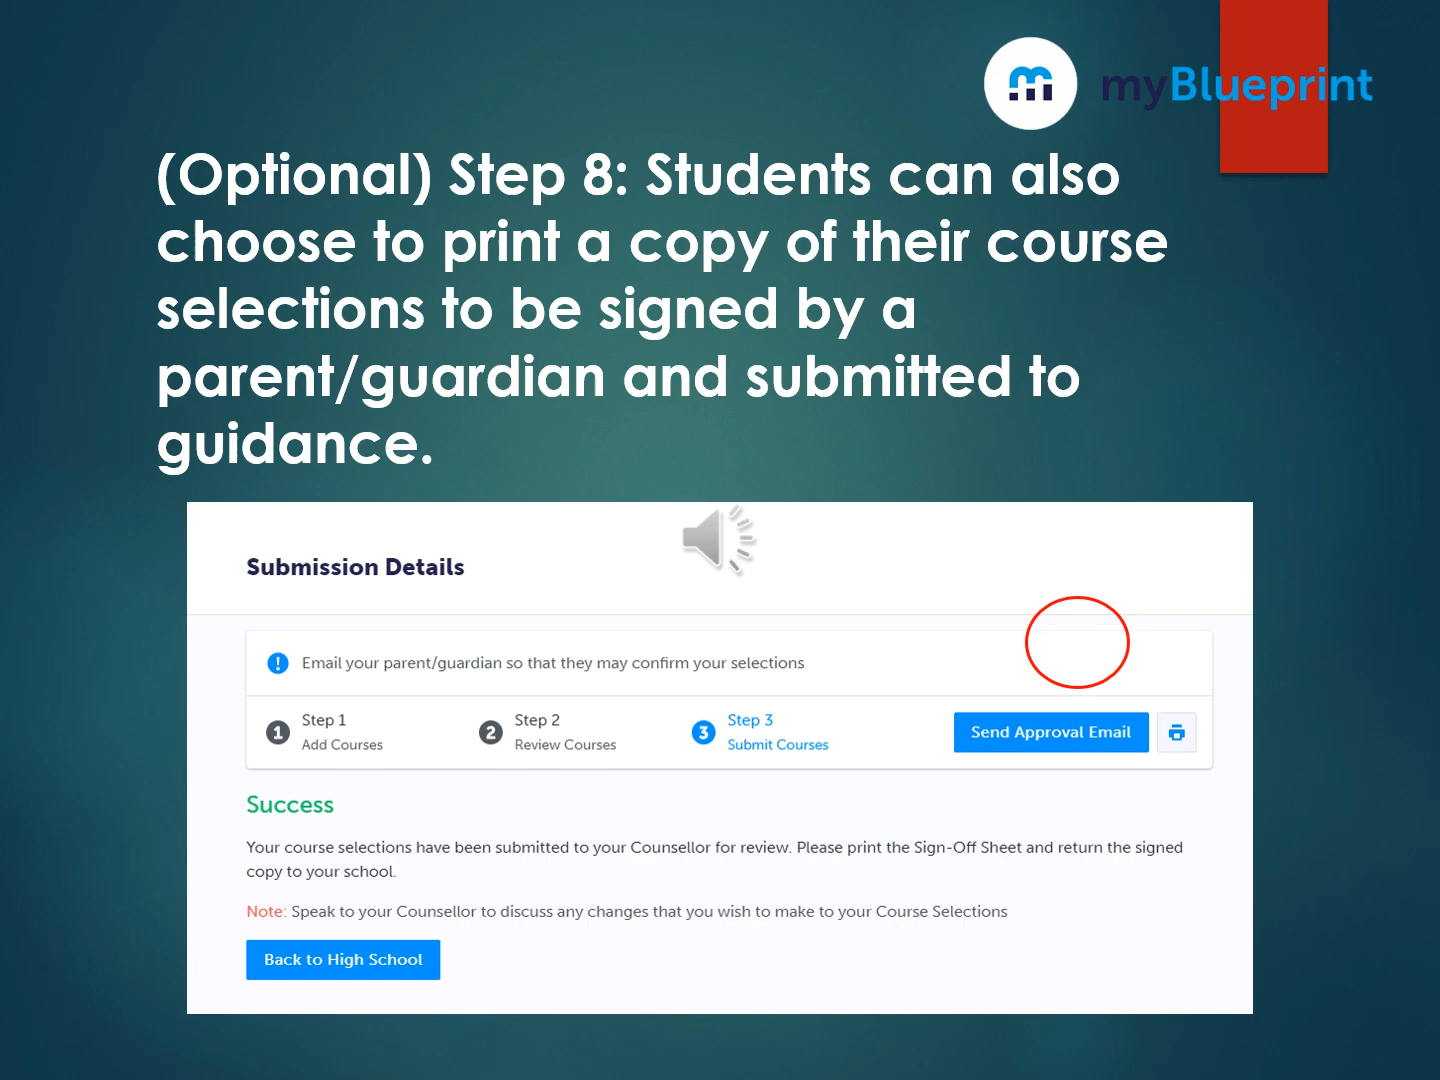 myBlueprint
(Optional) Step 8: Students can also
choose to print a copy of their course
selections to be signed by a
parent/guardian and submitted to
guidance.
Submission Details
! Email your parent/guardian so that they may confirm your selections
1 Step 1
Add Courses
2 Step 2
Review Courses
3 Step 3
Submit Courses
Send Approval Email
Success
Your course selections have been submitted to your Counsellor for review. Please print the Sign-Off Sheet and return the signed
copy to your school.
Note: Speak to your Counsellor to discuss any changes that you wish to make to your Course Selections
Back to High School